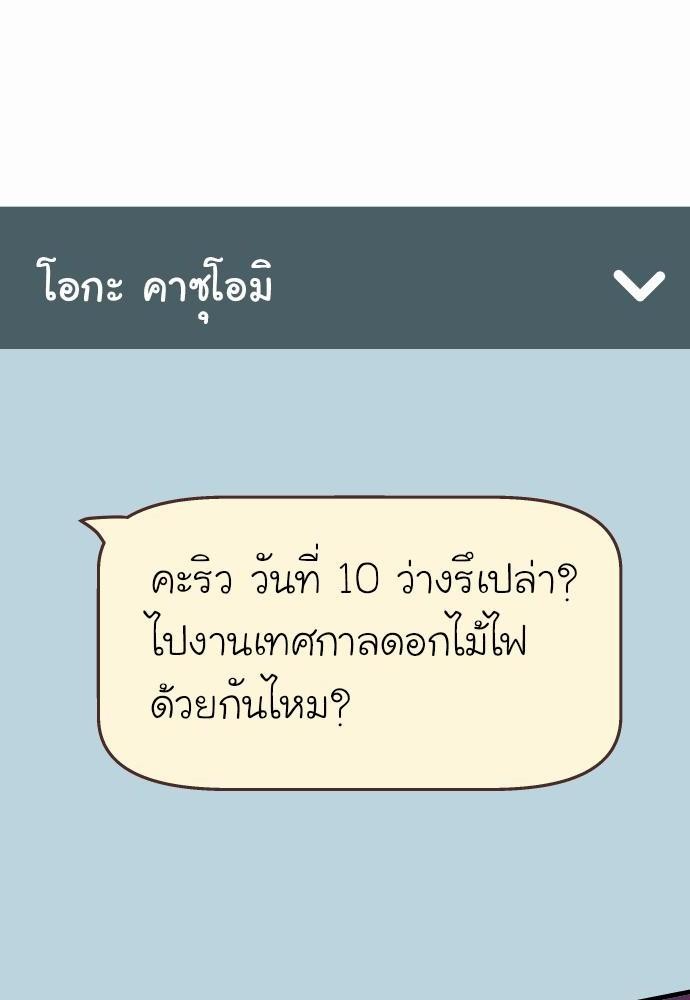 โอกะ คาซุโอมิ
คะริว วันที่ 10 ว่างรึเปล่า?
ไปงานเทศกาลดอกไม้ไฟ
ด้วยกันไหม?